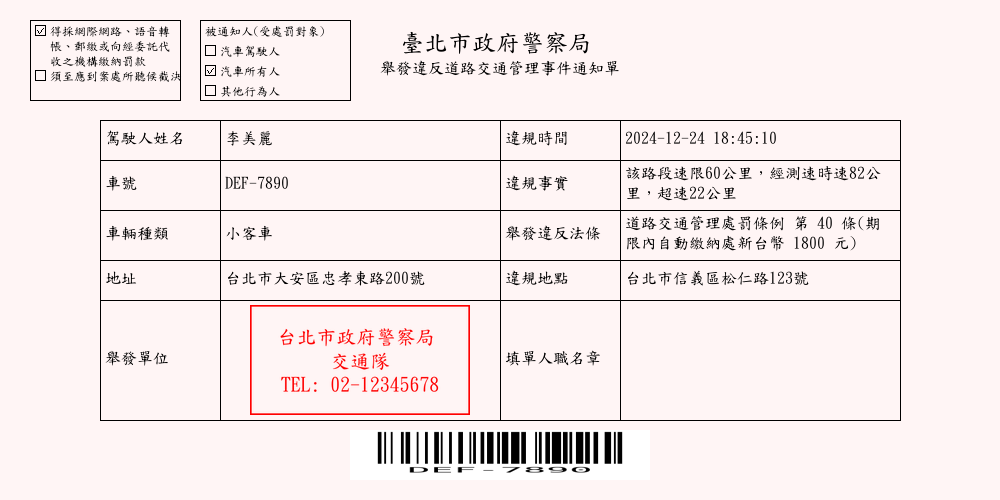 得採網際網路、語音轉
帳、郵繳或向經委託代
收之機構繳納罰款
須至應到案處所聽候裁決
被通知人(受處罰對象)
汽車駕駛人
汽車所有人
其他行為人
臺北市政府警察局
舉發違反道路交通管理事件通知單
駕駛人姓名
李美麗
違規時間
2024-12-24 18:45:10
車號
DEF-7890
違規事實
該路段速限60公里，經測速時速82公
里，超速22公里
車輛種類
小客車
舉發違反法條
道路交通管理處罰條例 第 40 條(期
限內自動繳納處新台幣 1800 元)
地址
台北市大安區忠孝東路200號
違規地點
台北市信義區松仁路123號
舉發單位
台北市政府警察局
交通隊
TEL: 02-12345678
填單人職名章
DEF-7890